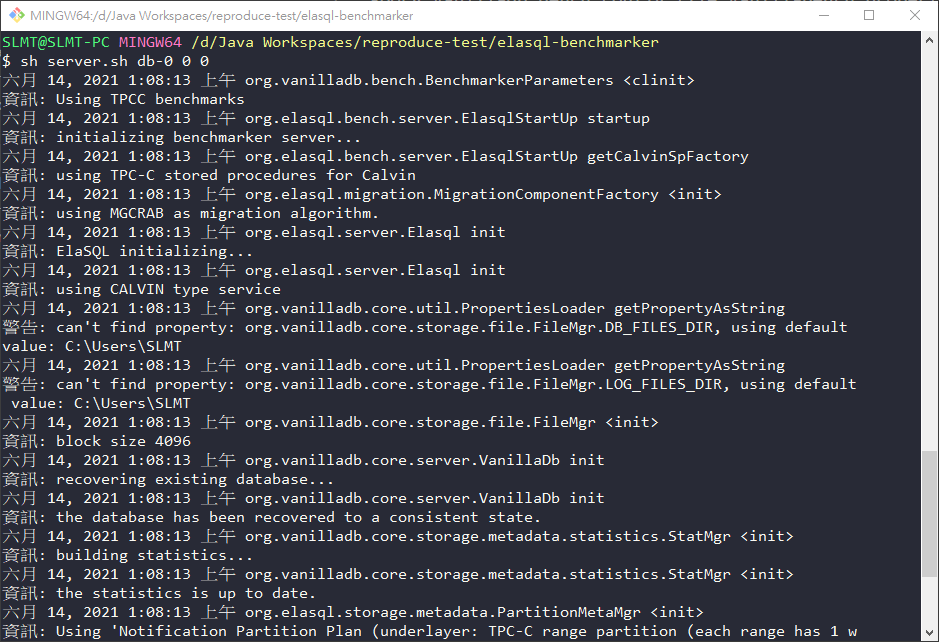 MINGW64:/d/Java Workspaces/reproduce-test/elasql-benchmarker
SLMT@SLMT-PC MINGW64 /d/Java Workspaces/reproduce-test/elasql-benchmarker
$ sh server.sh db-0 0 0
六月 14, 2021 1:08:13 上午 org.vanilladb.bench.BenchmarkerParameters <clinit>
資訊: Using TPCC benchmarks
六月 14, 2021 1:08:13 上午 org.elasql.bench.server.ElasqlStartUp startup
資訊: initializing benchmarker server...
六月 14, 2021 1:08:13 上午 org.elasql.bench.server.ElasqlStartUp getCalvinSpFactory
資訊: using TPC-C stored procedures for Calvin
六月 14, 2021 1:08:13 上午 org.elasql.migration.MigrationComponentFactory <init>
資訊: using MGCRAB as migration algorithm.
六月 14, 2021 1:08:13 上午 org.elasql.server.Elasql init
資訊: ElaSQL initializing...
六月 14, 2021 1:08:13 上午 org.elasql.server.Elasql init
資訊: using CALVIN type service
六月 14, 2021 1:08:13 上午 org.vanilladb.core.util.PropertiesLoader getPropertyAsString
警告: can't find property: org.vanilladb.core.storage.file.FileMgr.DB_FILES_DIR, using default
value: C:\Users\SLMT
六月 14, 2021 1:08:13 上午 org.vanilladb.core.util.PropertiesLoader getPropertyAsString
警告: can't find property: org.vanilladb.core.storage.file.FileMgr.LOG_FILES_DIR, using default
 value: C:\Users\SLMT
六月 14, 2021 1:08:13 上午 org.vanilladb.core.storage.file.FileMgr <init>
資訊: block size 4096
六月 14, 2021 1:08:13 上午 org.vanilladb.core.server.VanillaDb init
資訊: recovering existing database...
六月 14, 2021 1:08:13 上午 org.vanilladb.core.server.VanillaDb init
資訊: the database has been recovered to a consistent state.
六月 14, 2021 1:08:13 上午 org.vanilladb.core.storage.metadata.statistics.StatMgr <init>
資訊: building statistics...
六月 14, 2021 1:08:13 上午 org.vanilladb.core.storage.metadata.statistics.StatMgr <init>
資訊: the statistics is up to date.
六月 14, 2021 1:08:13 上午 org.elasql.storage.metadata.PartitionMetaMgr <init>
資訊: Using 'Notification Partition Plan (underlayer: TPC-C range partition (each range has 1 w